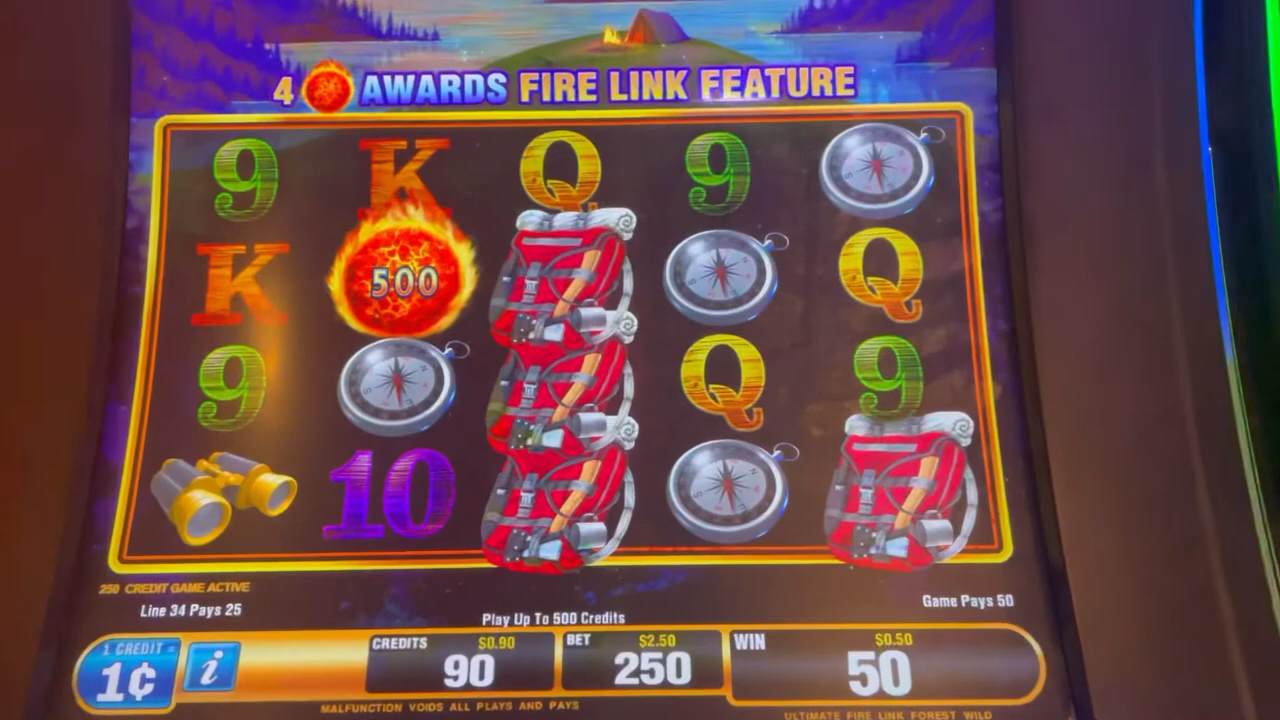 4 AWARDS FIRE LINK FEATURE
9 K Q 9
K 500 Q
9 Q 9
10
250 CREDIT GAME ACTIVE
Line 34 Pays 25
Play Up To 500 Credits
Game Pays 50
1 CREDIT =
1¢
i
CREDITS $0.90
90
BET $2.50
250
WIN $0.50
50
MALFUNCTION VOIDS ALL PLAYS AND PAYS
ULTIMATE FIRE LINK FOREST WILD